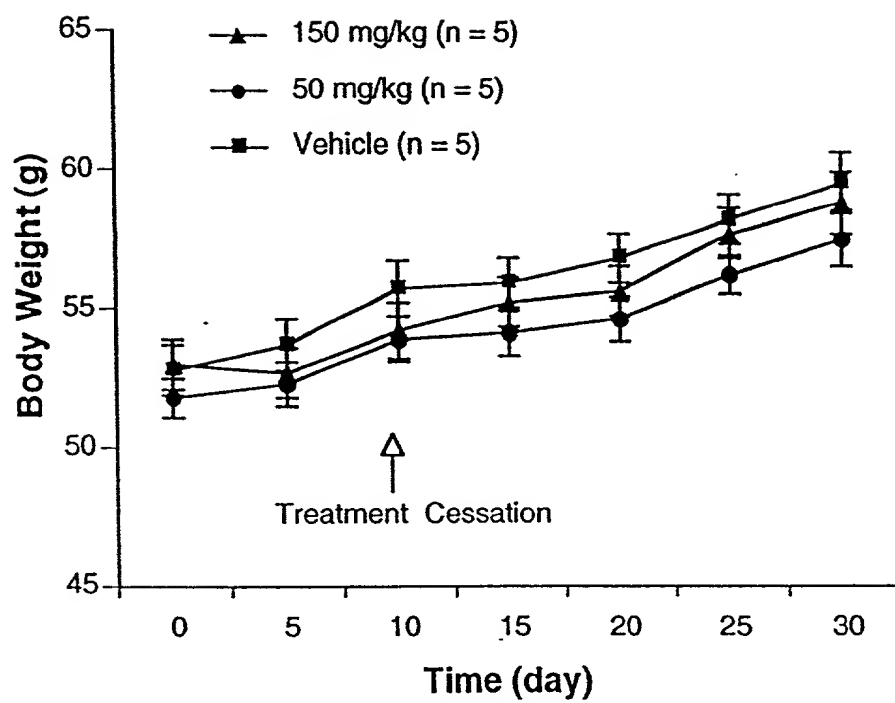 65
60
55
50
45
Body Weight (g)
150 mg/kg (n = 5)
50 mg/kg (n = 5)
Vehicle (n = 5)
Treatment Cessation
0 5 10 15 20 25 30
Time (day)